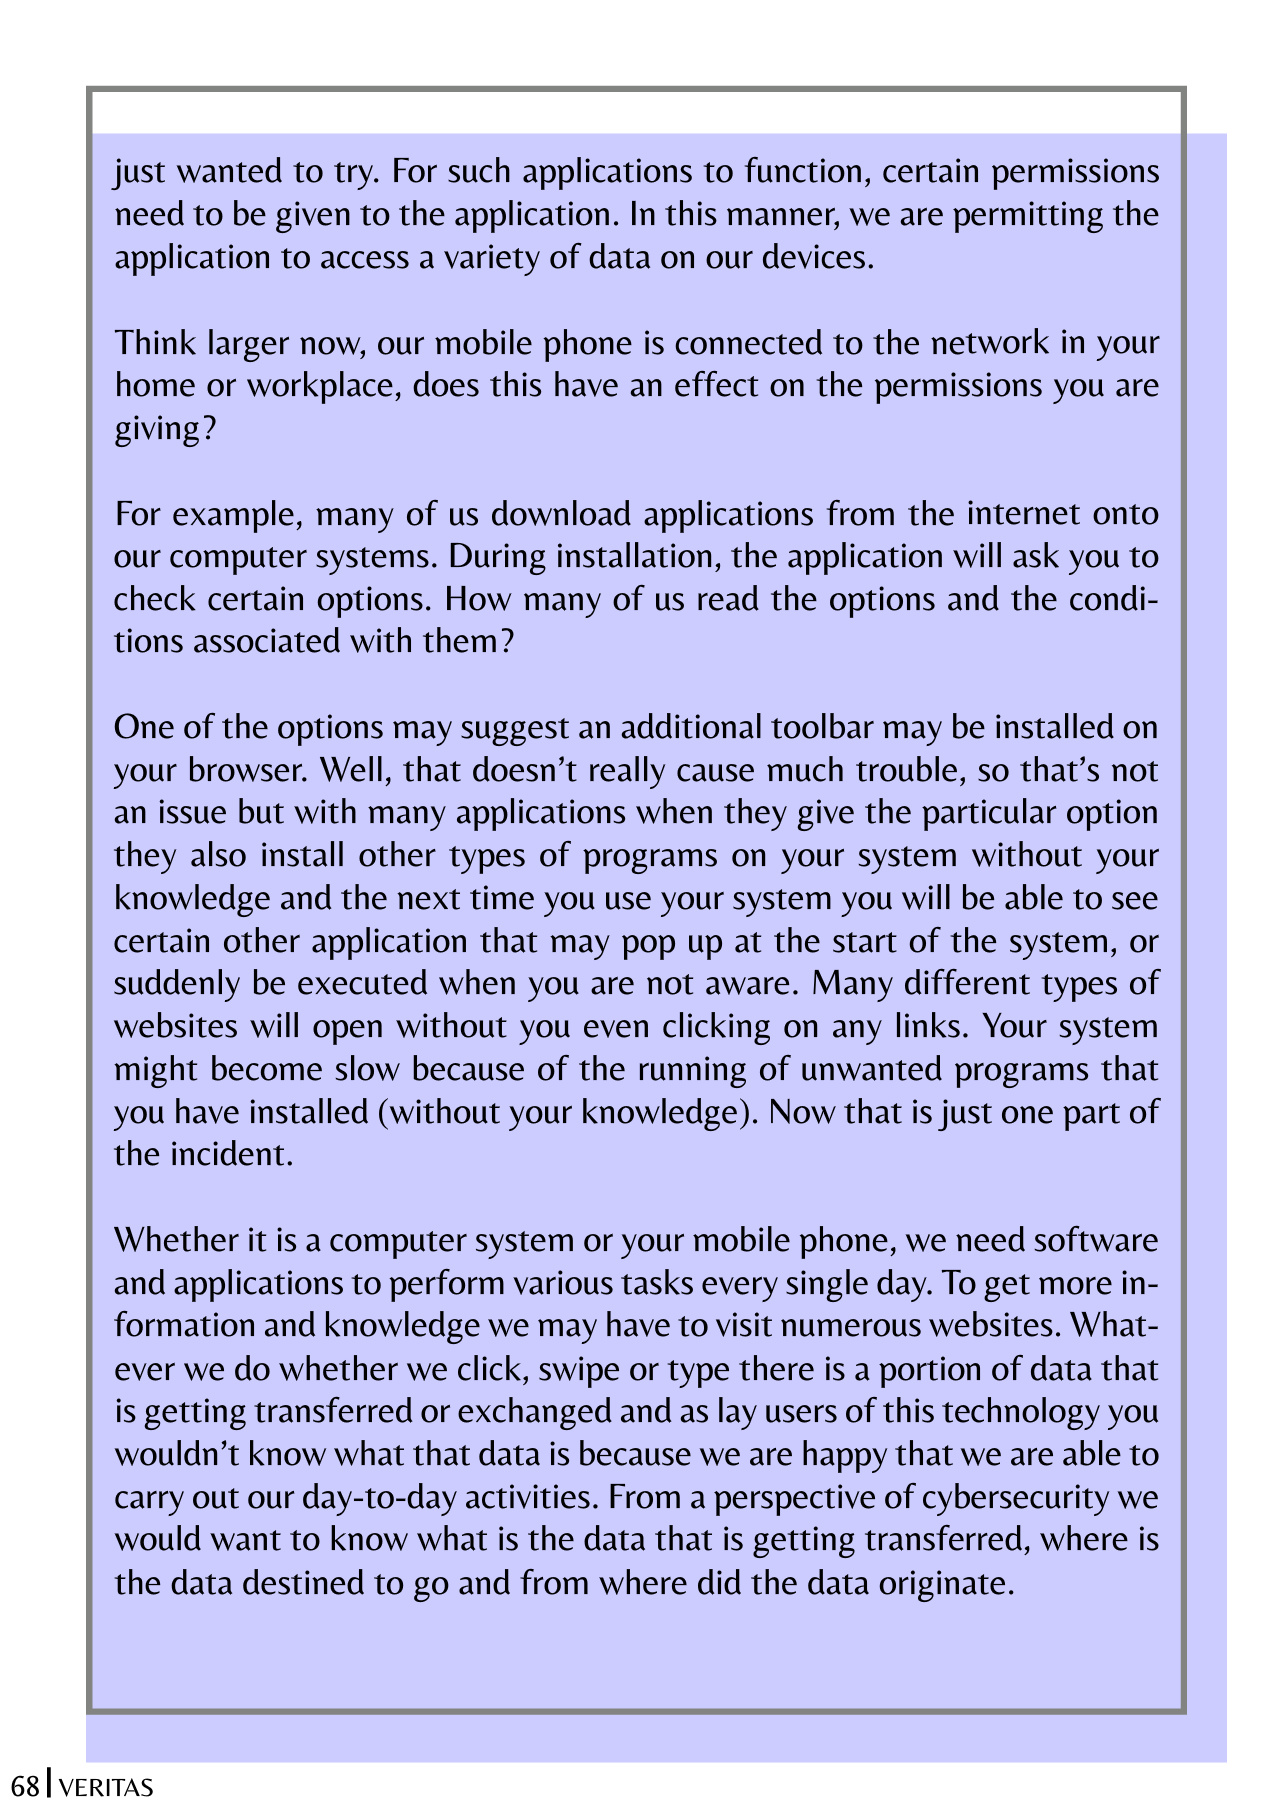 just wanted to try. For such applications to function, certain permissions
need to be given to the application. In this manner, we are permitting the
application to access a variety of data on our devices.
Think larger now, our mobile phone is connected to the network in your
home or workplace, does this have an effect on the permissions you are
giving?
For example, many of us download applications from the internet onto
our computer systems. During installation, the application will ask you to
check certain options. How many of us read the options and the condi-
tions associated with them?
One of the options may suggest an additional toolbar may be installed on
your browser. Well, that doesn’t really cause much trouble, so that’s not
an issue but with many applications when they give the particular option
they also install other types of programs on your system without your
knowledge and the next time you use your system you will be able to see
certain other application that may pop up at the start of the system, or
suddenly be executed when you are not aware. Many different types of
websites will open without you even clicking on any links. Your system
might become slow because of the running of unwanted programs that
you have installed (without your knowledge). Now that is just one part of
the incident.
Whether it is a computer system or your mobile phone, we need software
and applications to perform various tasks every single day. To get more in-
formation and knowledge we may have to visit numerous websites. What-
ever we do whether we click, swipe or type there is a portion of data that
is getting transferred or exchanged and as lay users of this technology you
wouldn’t know what that data is because we are happy that we are able to
carry out our day-to-day activities. From a perspective of cybersecurity we
would want to know what is the data that is getting transferred, where is
the data destined to go and from where did the data originate.
68 | VERITAS